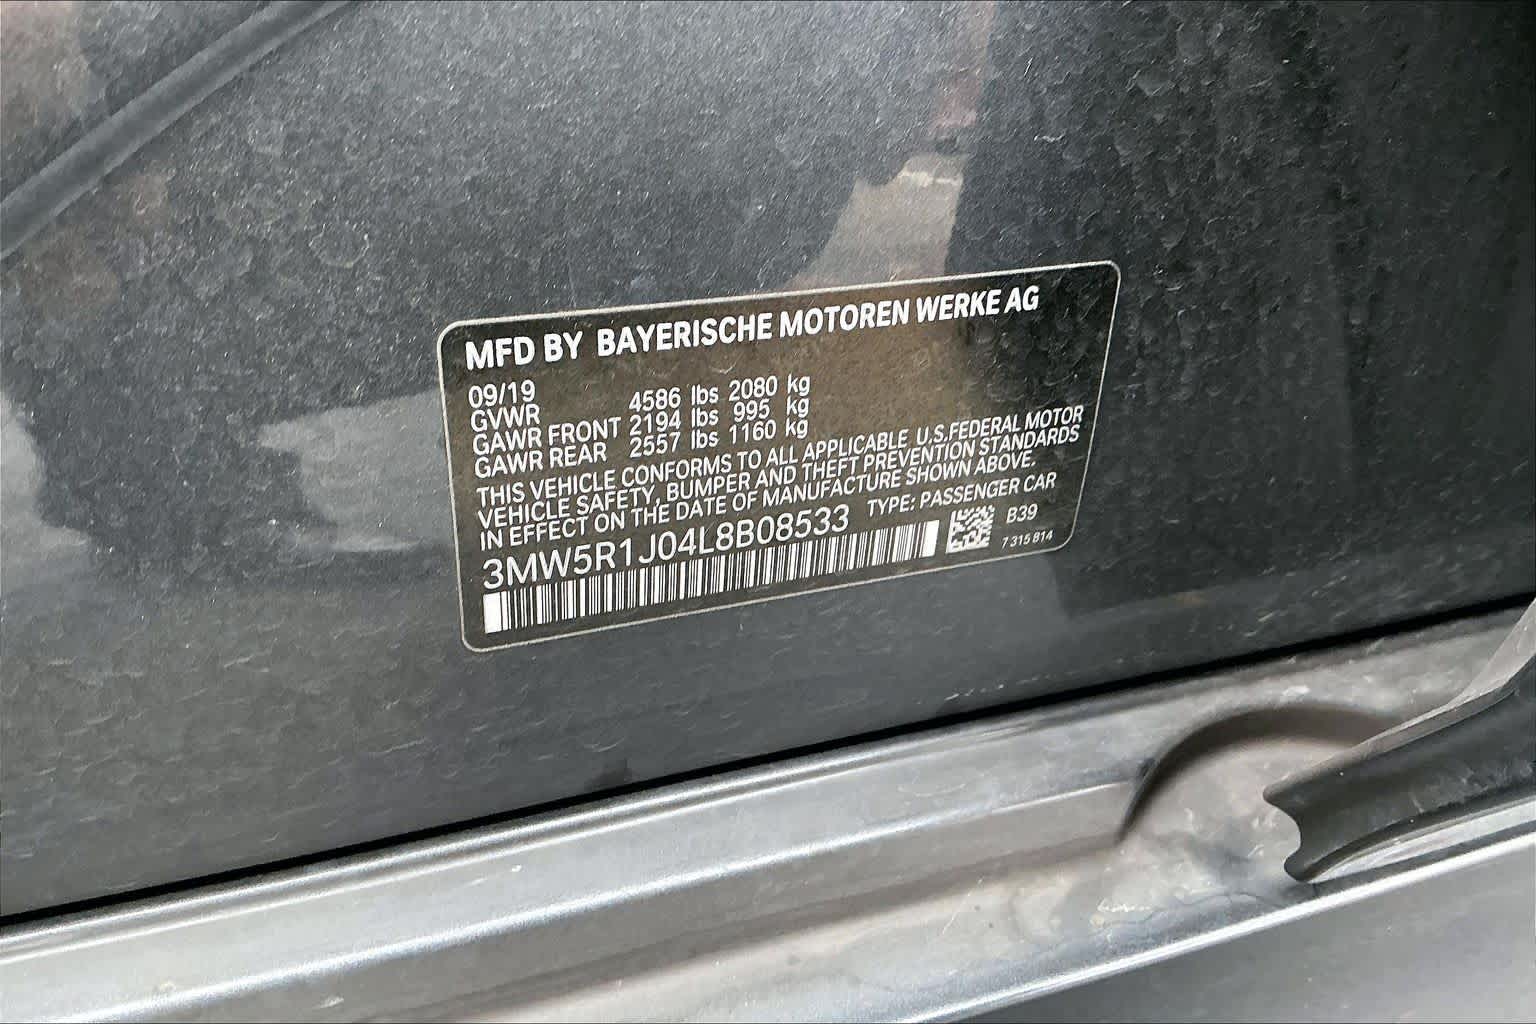 MFD BY BAYERISCHE MOTOREN WERKE AG
09/19
GVWR 4586 lbs 2080 kg
GAWR FRONT 2194 lbs 995 kg
GAWR REAR 2557 lbs 1160 kg
THIS VEHICLE CONFORMS TO ALL APPLICABLE U.S.FEDERAL MOTOR
VEHICLE SAFETY, BUMPER AND THEFT PREVENTION STANDARDS
IN EFFECT ON THE DATE OF MANUFACTURE SHOWN ABOVE.
3MW5R1J04L8B08533 TYPE: PASSENGER CAR
B39
7 315 814